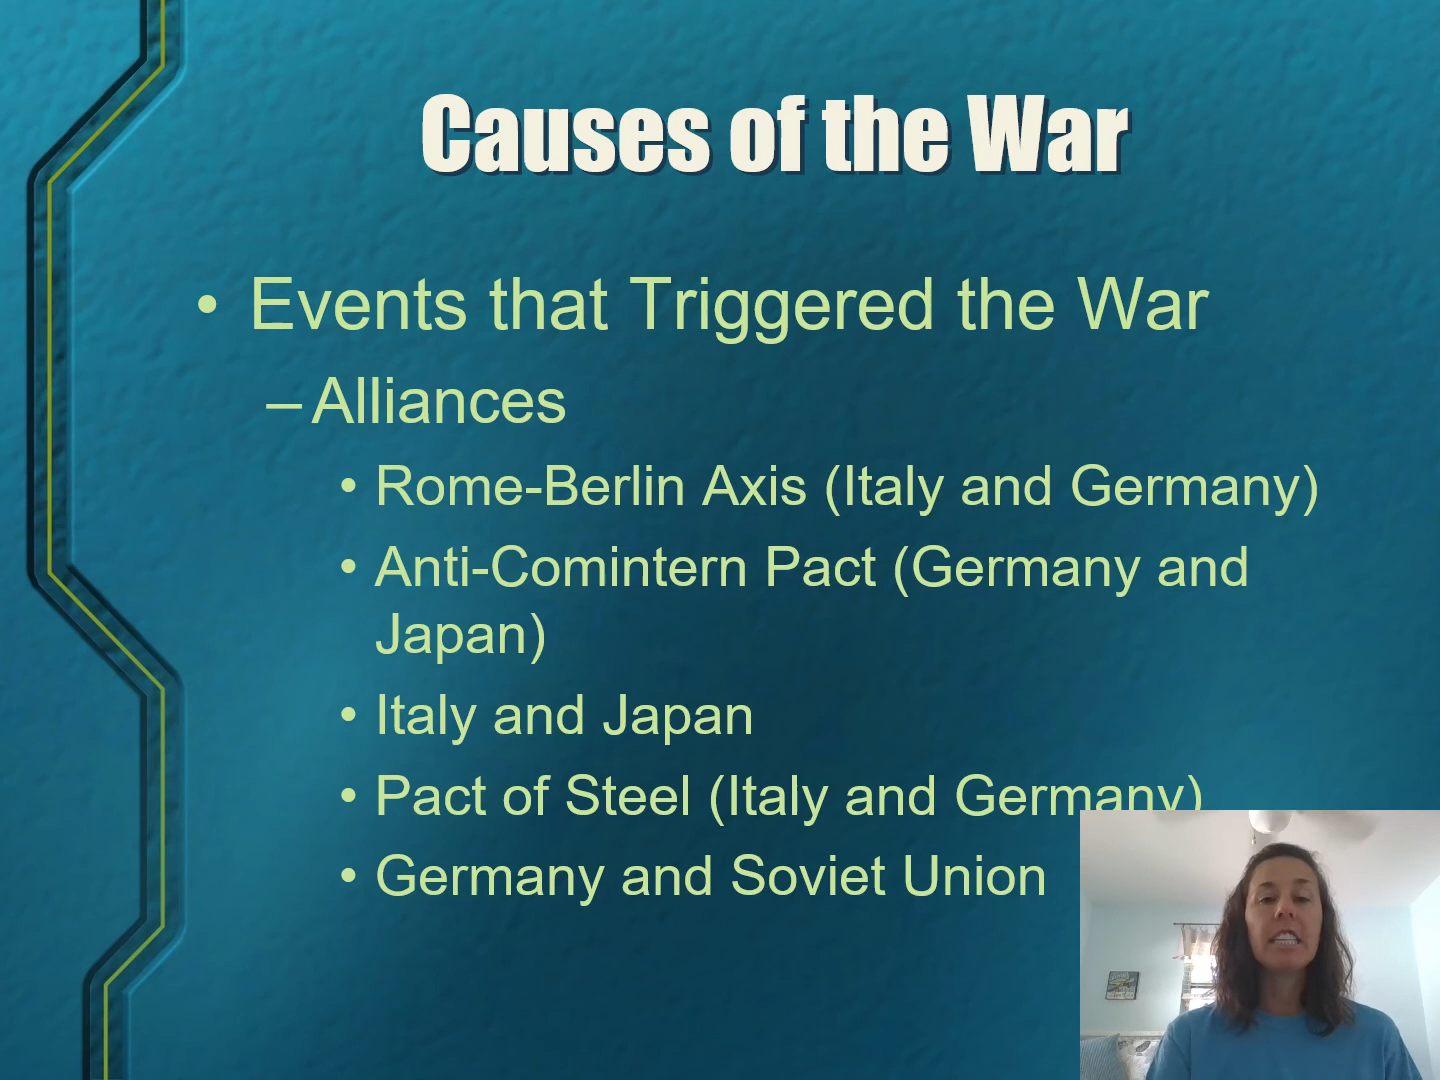 Causes of the War
• Events that Triggered the War
– Alliances
• Rome-Berlin Axis (Italy and Germany)
• Anti-Comintern Pact (Germany and
Japan)
• Italy and Japan
• Pact of Steel (Italy and Germany)
• Germany and Soviet Union